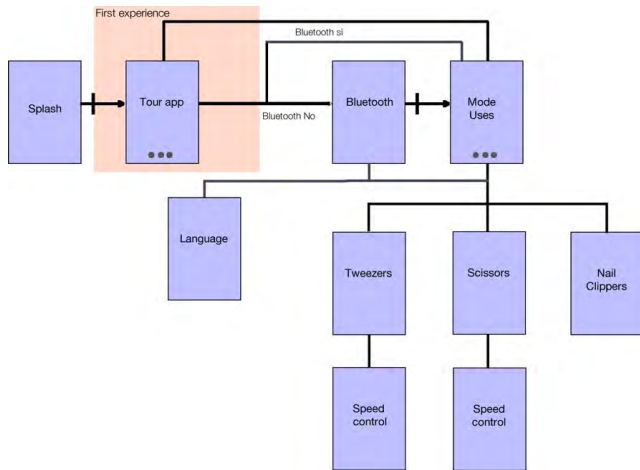 First experience
Bluetooth si
Splash
Tour app
Bluetooth
Mode
Uses
Bluetooth No
Language
Tweezers
Scissors
Nail
Clippers
Speed
control
Speed
control